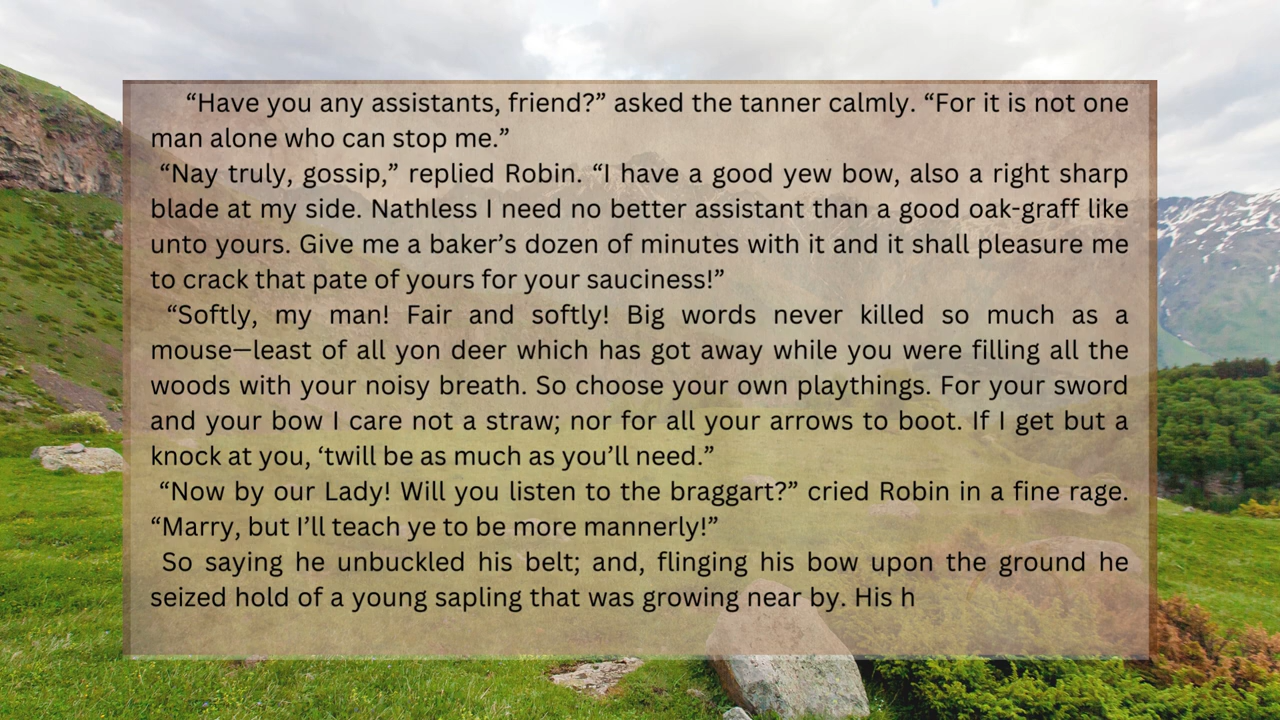 “Have you any assistants, friend?” asked the tanner calmly. “For it is not one
man alone who can stop me.”
“Nay truly, gossip,” replied Robin. “I have a good yew bow, also a right sharp
blade at my side. Nathless I need no better assistant than a good oak-graff like
unto yours. Give me a baker’s dozen of minutes with it and it shall pleasure me
to crack that pate of yours for your sauciness!”
“Softly, my man! Fair and softly! Big words never killed so much as a
mouse—least of all yon deer which has got away while you were filling all the
woods with your noisy breath. So choose your own playthings. For your sword
and your bow I care not a straw; nor for all your arrows to boot. If I get but a
knock at you, ‘twill be as much as you’ll need.”
“Now by our Lady! Will you listen to the braggart?” cried Robin in a fine rage.
“Marry, but I’ll teach ye to be more mannerly!”
So saying he unbuckled his belt; and, flinging his bow upon the ground he
seized hold of a young sapling that was growing near by. His h